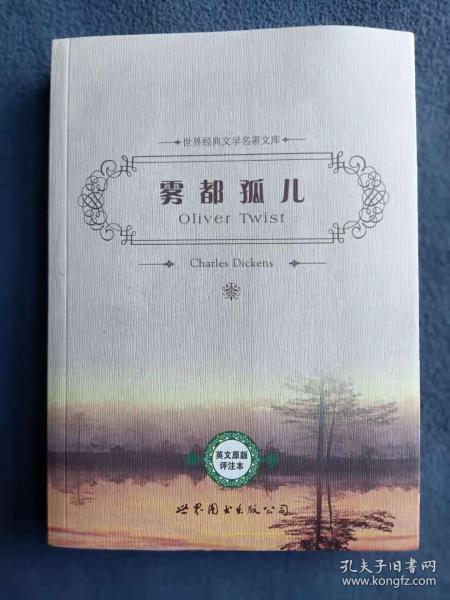 世界经典文学名著文库
雾都孤儿
Oliver Twist
Charles Dickens
英文原版
评注本
世界图书出版公司
孔夫子旧书网
www.kongfz.com